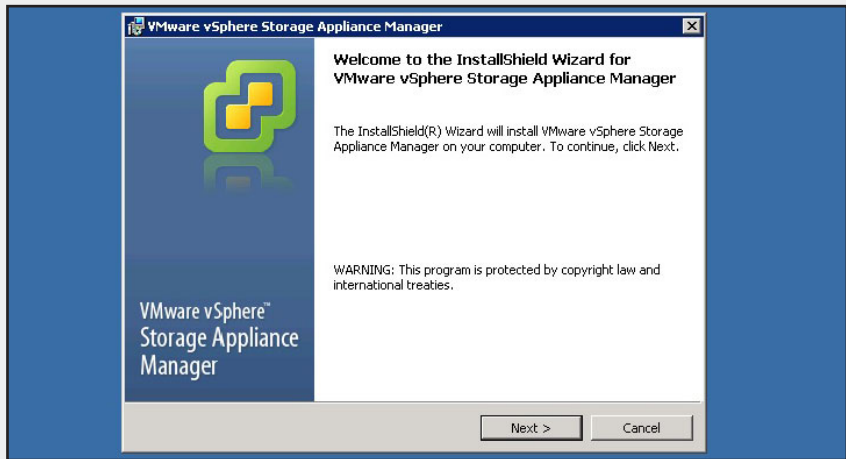 VMware vSphere Storage Appliance Manager
Welcome to the InstallShield Wizard for
VMware vSphere Storage Appliance Manager
The InstallShield(R) Wizard will install VMware vSphere Storage
Appliance Manager on your computer. To continue, click Next.
WARNING: This program is protected by copyright law and
international treaties.
VMware vSphere™
Storage Appliance
Manager
Next >
Cancel